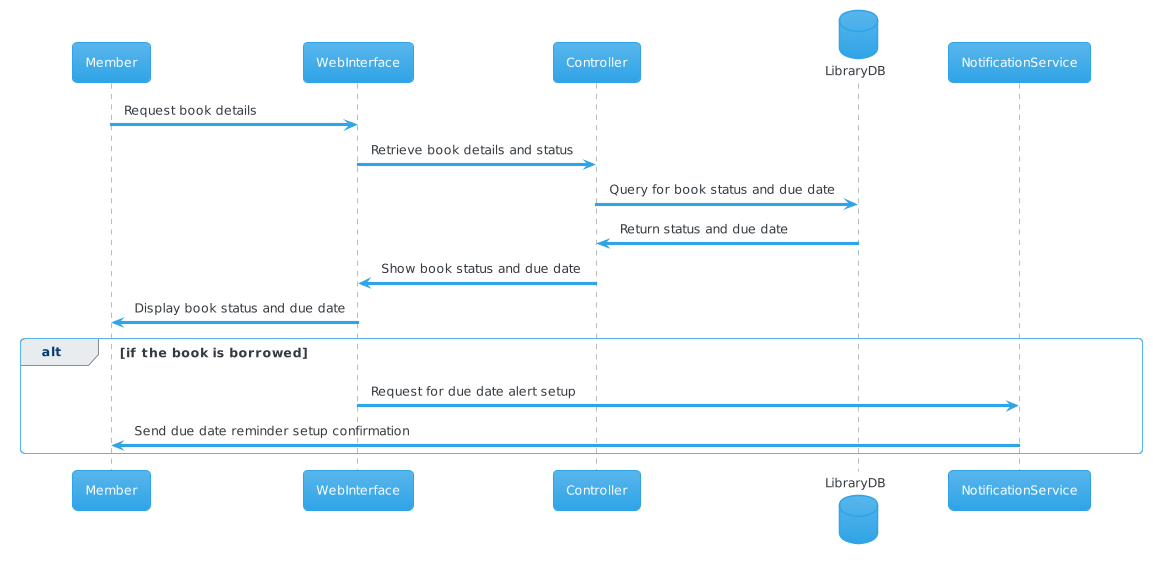 Member
WebInterface
Controller
LibraryDB
NotificationService
Request book details
Retrieve book details and status
Query for book status and due date
Return status and due date
Show book status and due date
Display book status and due date
alt
[if the book is borrowed]
Request for due date alert setup
Send due date reminder setup confirmation
Member
WebInterface
Controller
LibraryDB
NotificationService